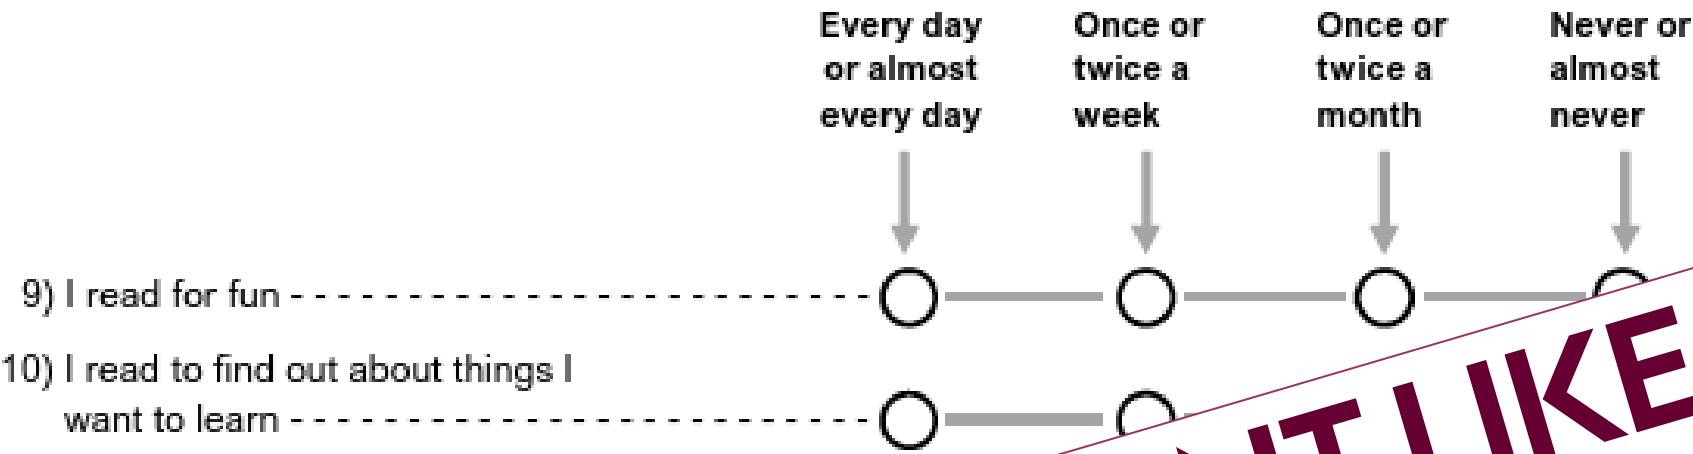 Every day or almost every day
Once or twice a week
Once or twice a month
Never or almost never
9) I read for fun
10) I read to find out about things I
want to learn
LIKE